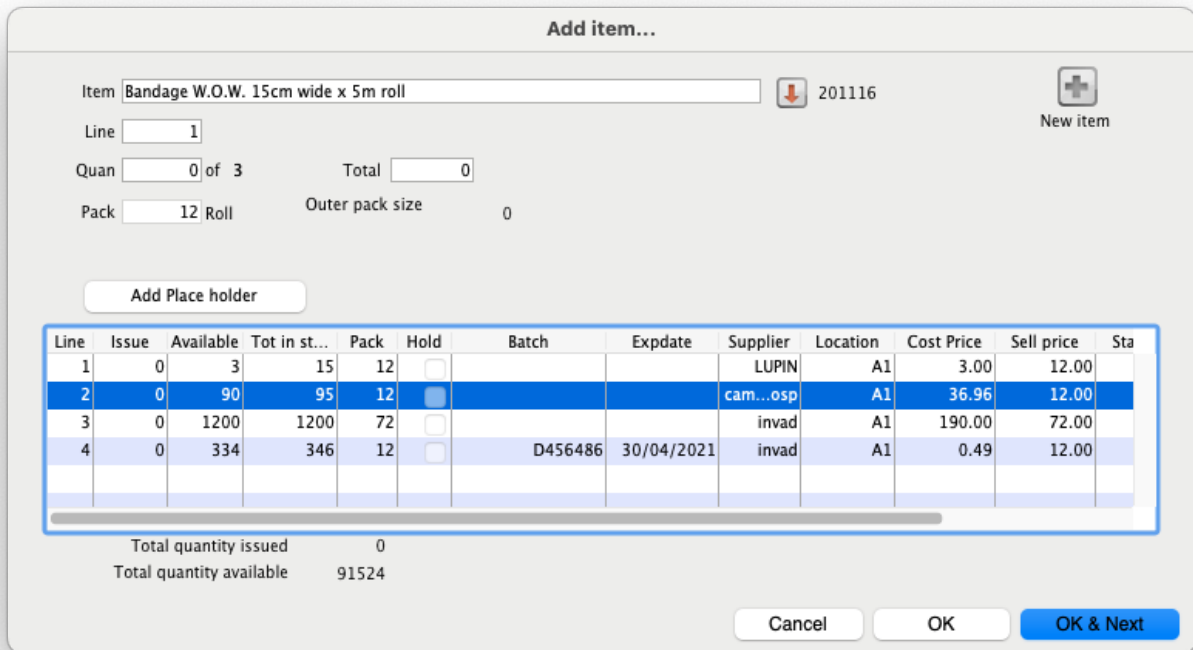 Add item...
Item Bandage W.O.W. 15cm wide x 5m roll 201116
New item
Line 1
Quan 0 of 3 Total 0
Pack 12 Roll Outer pack size 0
Add Place holder
Line Issue Available Tot in st... Pack Hold Batch Expdate Supplier Location Cost Price Sell price Sta
1 0 3 15 12 LUPIN A1 3.00 12.00
2 0 90 95 12 cam...osp A1 36.96 12.00
3 0 1200 1200 72 invad A1 190.00 72.00
4 0 334 346 12 D456486 30/04/2021 invad A1 0.49 12.00
Total quantity issued 0
Total quantity available 91524
Cancel OK OK & Next